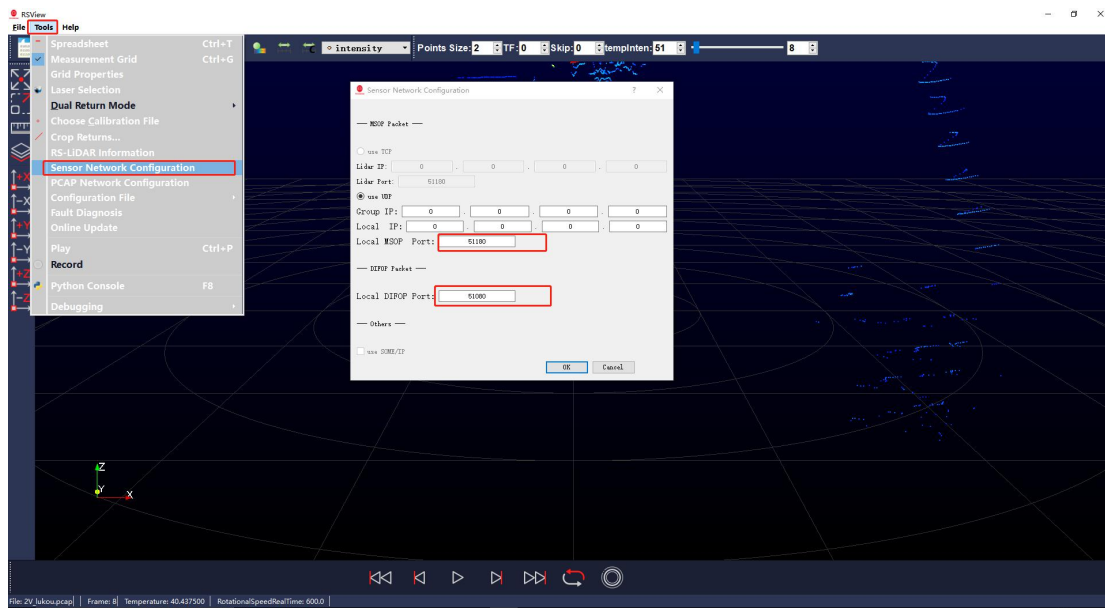 RSView
File Tools Help
Spreadsheet Ctrl+T
Measurement Grid Ctrl+G
Grid Properties
Laser Selection
Dual Return Mode
Choose Calibration File
Crop Returns...
RS-LiDAR Information
Sensor Network Configuration
PCAP Network Configuration
Configuration File
Fault Diagnosis
Online Update
Play Ctrl+P
Record
Python Console F8
Debugging
intensity Points Size: 2 TF: 0 Skip: 0 tempInten: 51 8
Sensor Network Configuration ? ×
MSOP Packet
use TCP
Lidar IP: 0 . 0 . 0 . 0
Lidar Port: 51180
use UDP
Group IP: 0 . 0 . 0 . 0
Local IP: 0 . 0 . 0 . 0
Local MSOP Port: 51180
DIFOP Packet
Local DIFOP Port: 51080
Others
use SOME/IP
OK Cancel
+X
-X
+Y
-Y
+Z
-Z
Z
Y X
File: 2V_lukou.pcap Frame: 8 Temperature: 40.437500 RotationalSpeedRealTime: 600.0